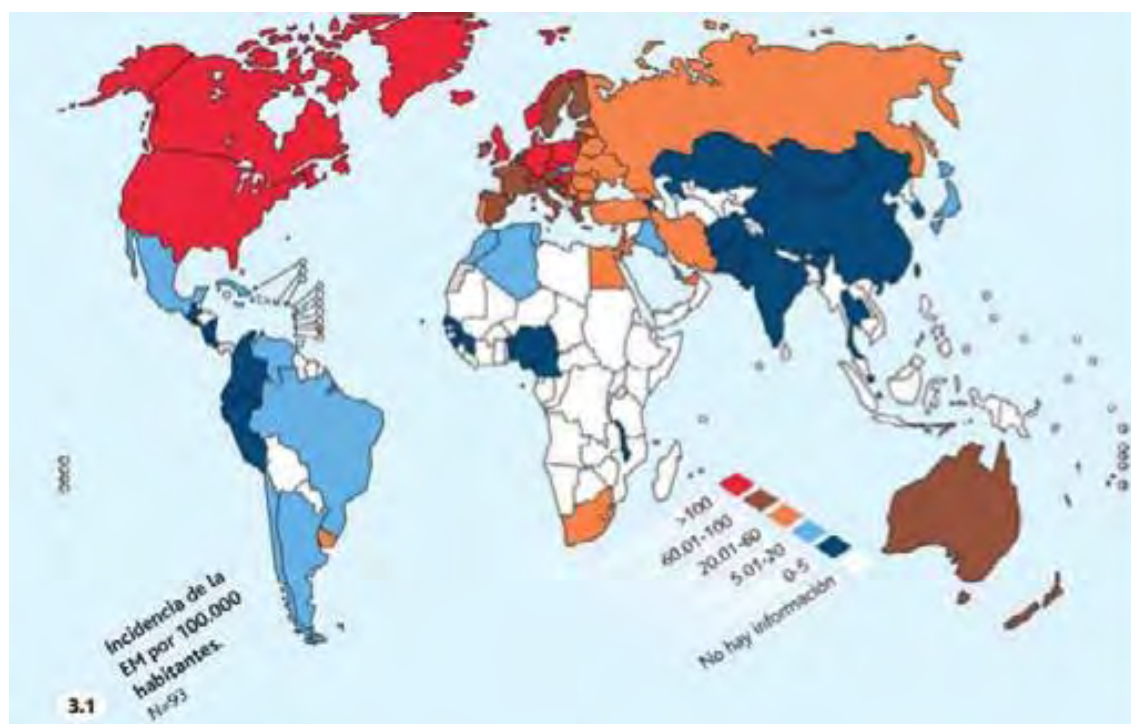 >100
60.01-100
20.01-60
5.01-20
0-5
No hay información
Incidencia de la
EM por 100.000
habitantes.
N=93
3.1